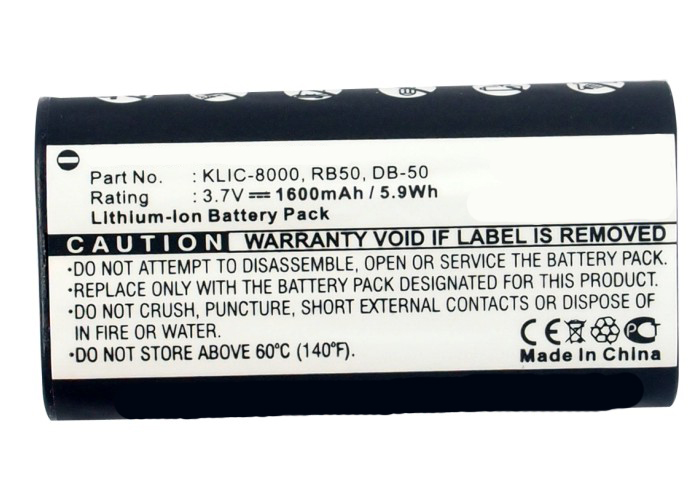 Part No. : KLIC-8000, RB50, DB-50
Rating : 3.7V 1600mAh / 5.9Wh
Lithium-Ion Battery Pack
CAUTION WARRANTY VOID IF LABEL IS REMOVED
·DO NOT ATTEMPT TO DISASSEMBLE, OPEN OR SERVICE THE BATTERY PACK.
·REPLACE ONLY WITH THE BATTERY PACK DESIGNATED FOR THIS PRODUCT.
·DO NOT CRUSH, PUNCTURE, SHORT EXTERNAL CONTACTS OR DISPOSE OF
IN FIRE OR WATER.
·DO NOT STORE ABOVE 60°C (140°F).
CE
Made In China